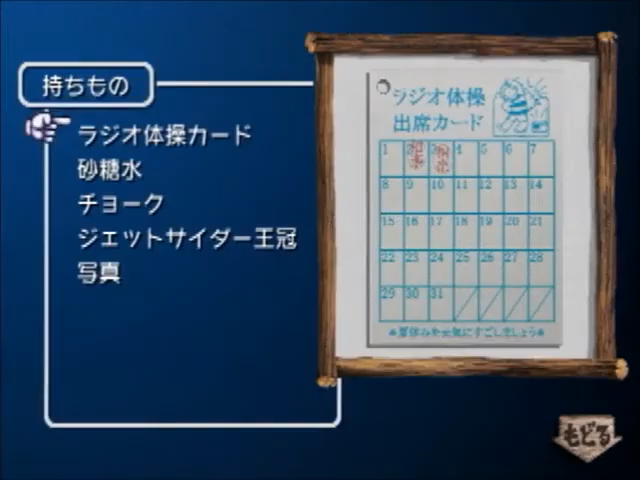 持ちもの
ラジオ体操カード
砂糖水
チョーク
ジェットサイダー王冠
写真
ラジオ体操
出席カード
1 2 3 4 5 6 7
8 9 10 11 12 13 14
15 16 17 18 19 20 21
22 23 24 25 26 27 28
29 30 31
夏休みを元気にすごしましょう
もどる